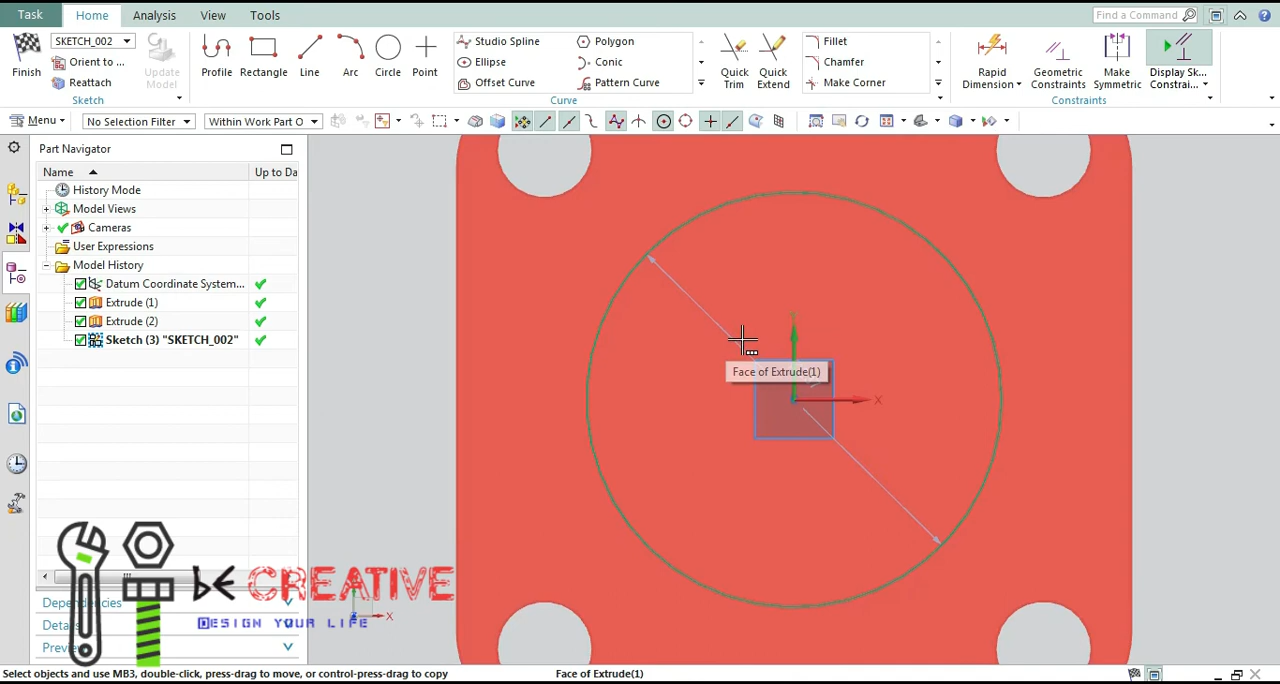 Task
Home
Analysis
View
Tools
Find a Command
SKETCH_002
Orient to ...
Reattach
Finish
Update
Model
Profile
Rectangle
Line
Arc
Circle
Point
Studio Spline
Ellipse
Offset Curve
Polygon
Conic
Pattern Curve
Quick
Trim
Quick
Extend
Fillet
Chamfer
Make Corner
Rapid
Dimension
Geometric
Constraints
Make
Symmetric
Display Sk...
Constrai...
Sketch
Curve
Constraints
Menu
No Selection Filter
Within Work Part O
Part Navigator
Name
Up to Da
History Mode
Model Views
Cameras
User Expressions
Model History
Datum Coordinate System...
Extrude (1)
Extrude (2)
Sketch (3) "SKETCH_002"
Y
X
Face of Extrude(1)
bE CREATIVE
DESIGN YOUR LIFE
X
Dependencies
Details
Preview
Select objects and use MB3, double-click, press-drag to move, or control-press-drag to copy
Face of Extrude(1)